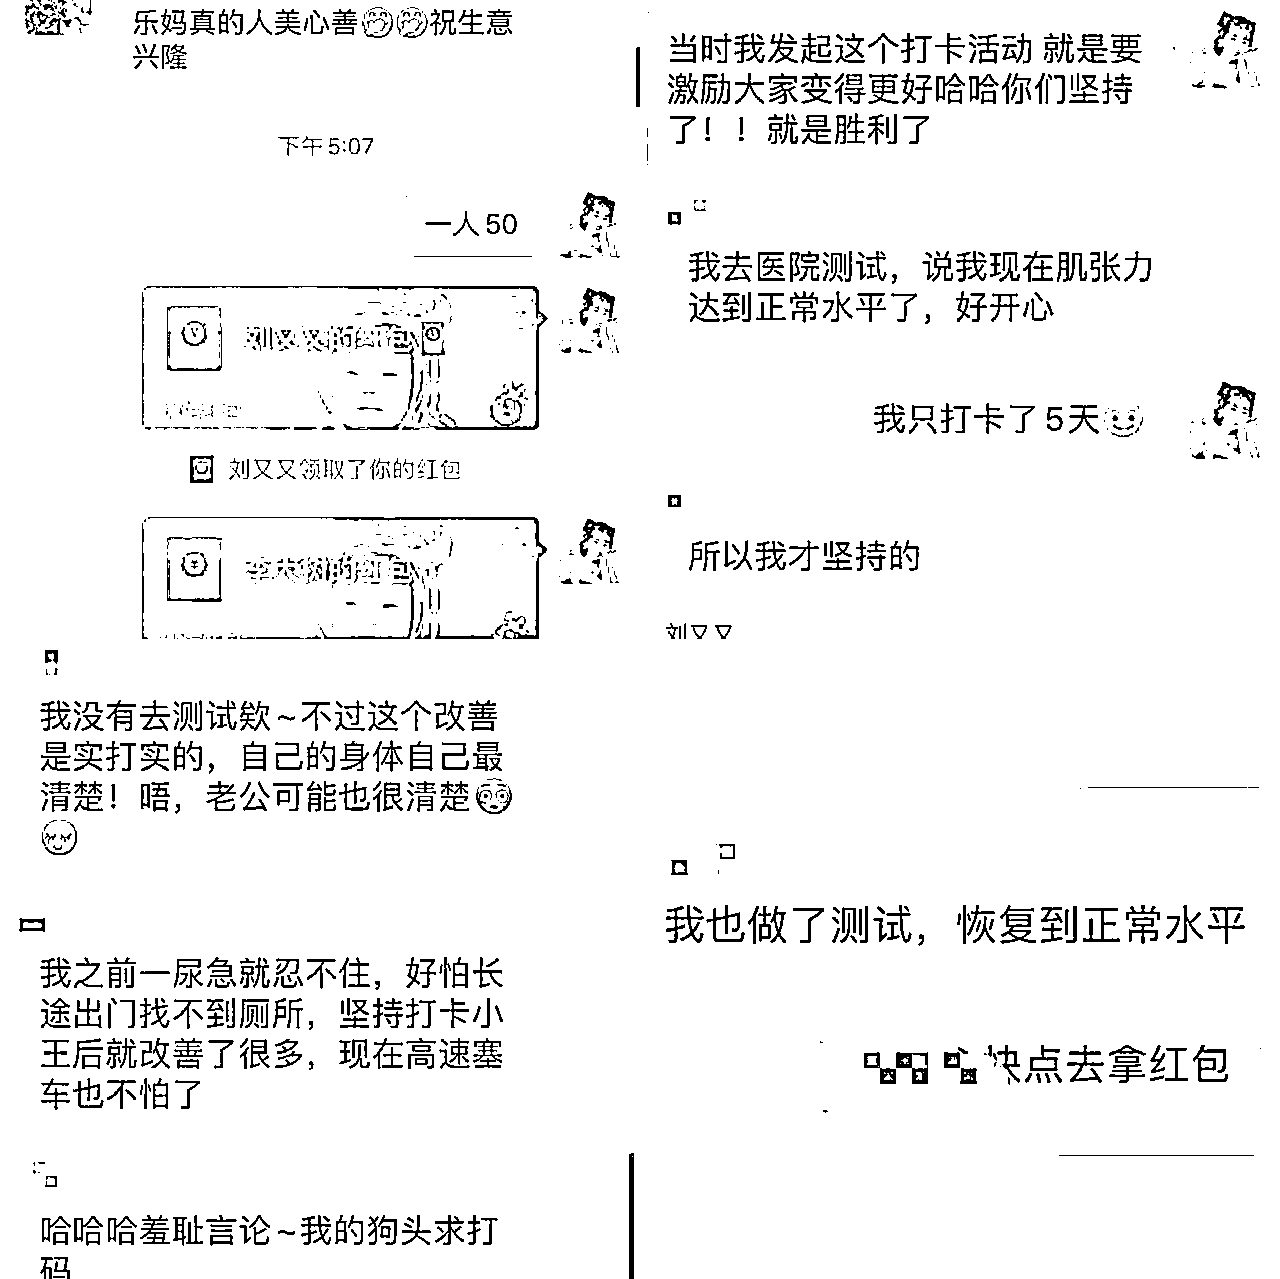 乐妈真的人美心善祝生意
兴隆
下午 5:07
一人 50
刘又又的红包
刘又又领取了你的红包
李大树的红包
当时我发起这个打卡活动 就是要
激励大家变得更好哈哈你们坚持
了！！就是胜利了
我去医院测试，说我现在肌张力
达到正常水平了，好开心
我只打卡了 5 天
所以我才坚持的
我没有去测试欸~不过这个改善
是实打实的，自己的身体自己最
清楚！唔，老公可能也很清楚
我之前一尿急就忍不住，好怕长
途出门找不到厕所，坚持打卡小
王后就改善了很多，现在高速塞
车也不怕了
哈哈哈羞耻言论~我的狗头求打
码
我也做了测试，恢复到正常水平
快点去拿红包